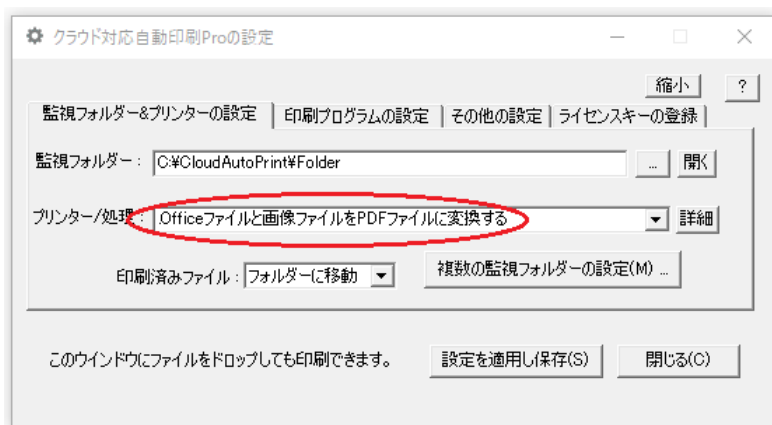 クラウド対応自動印刷Proの設定
縮小 ?
監視フォルダー&プリンターの設定 印刷プログラムの設定 その他の設定 ライセンスキーの登録
監視フォルダー : C:¥CloudAutoPrint¥Folder ... 開く
プリンター/処理 : Officeファイルと画像ファイルをPDFファイルに変換する 詳細
印刷済みファイル : フォルダーに移動 複数の監視フォルダーの設定(M) ...
このウインドウにファイルをドロップしても印刷できます。 設定を適用し保存(S) 閉じる(C)